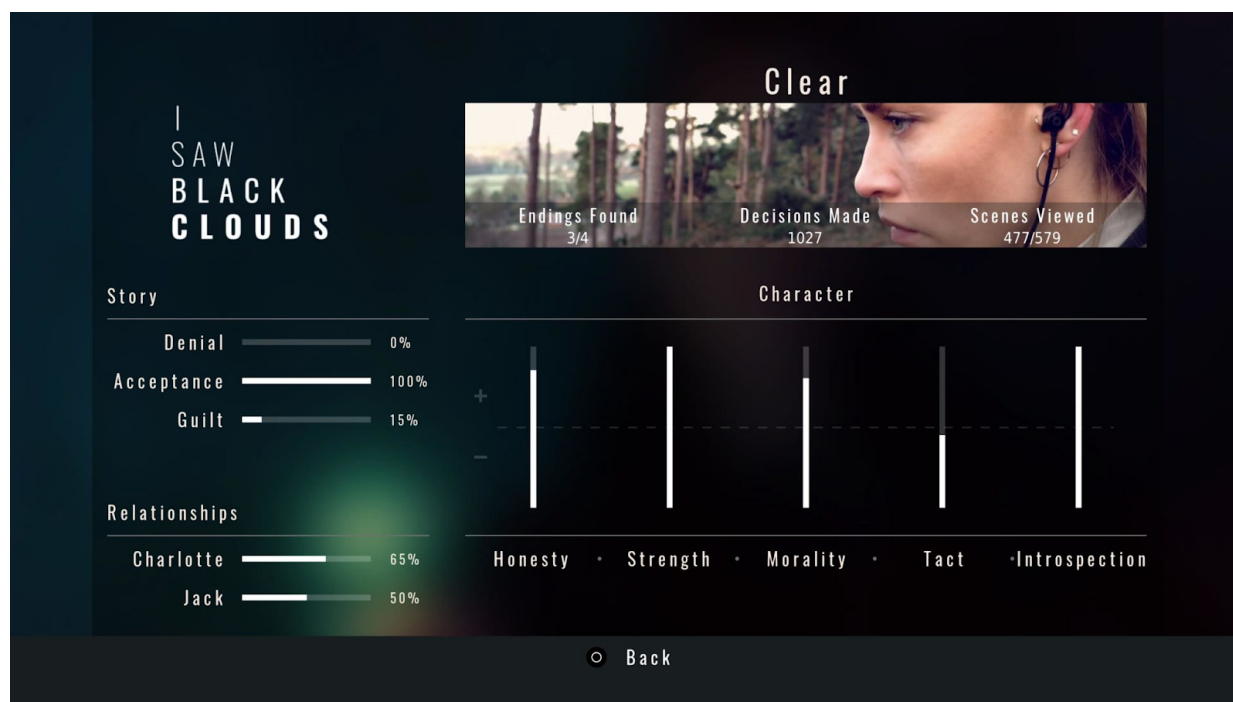 I
SAW
BLACK
CLOUDS
Clear
Endings Found Decisions Made Scenes Viewed
3/4 1027 477/579
Story
Denial 0%
Acceptance 100%
Guilt 15%
Relationships
Charlotte 65%
Jack 50%
Character
+
−
Honesty • Strength • Morality • Tact •Introspection
Back